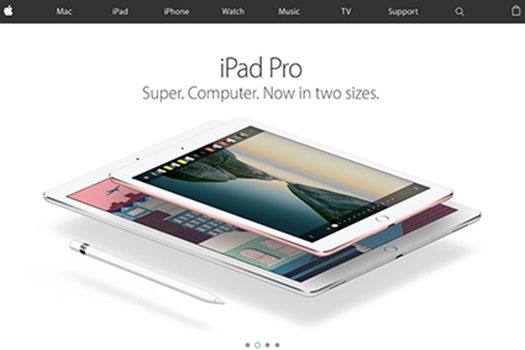 Mac iPad iPhone Watch Music TV Support
iPad Pro
Super. Computer. Now in two sizes.